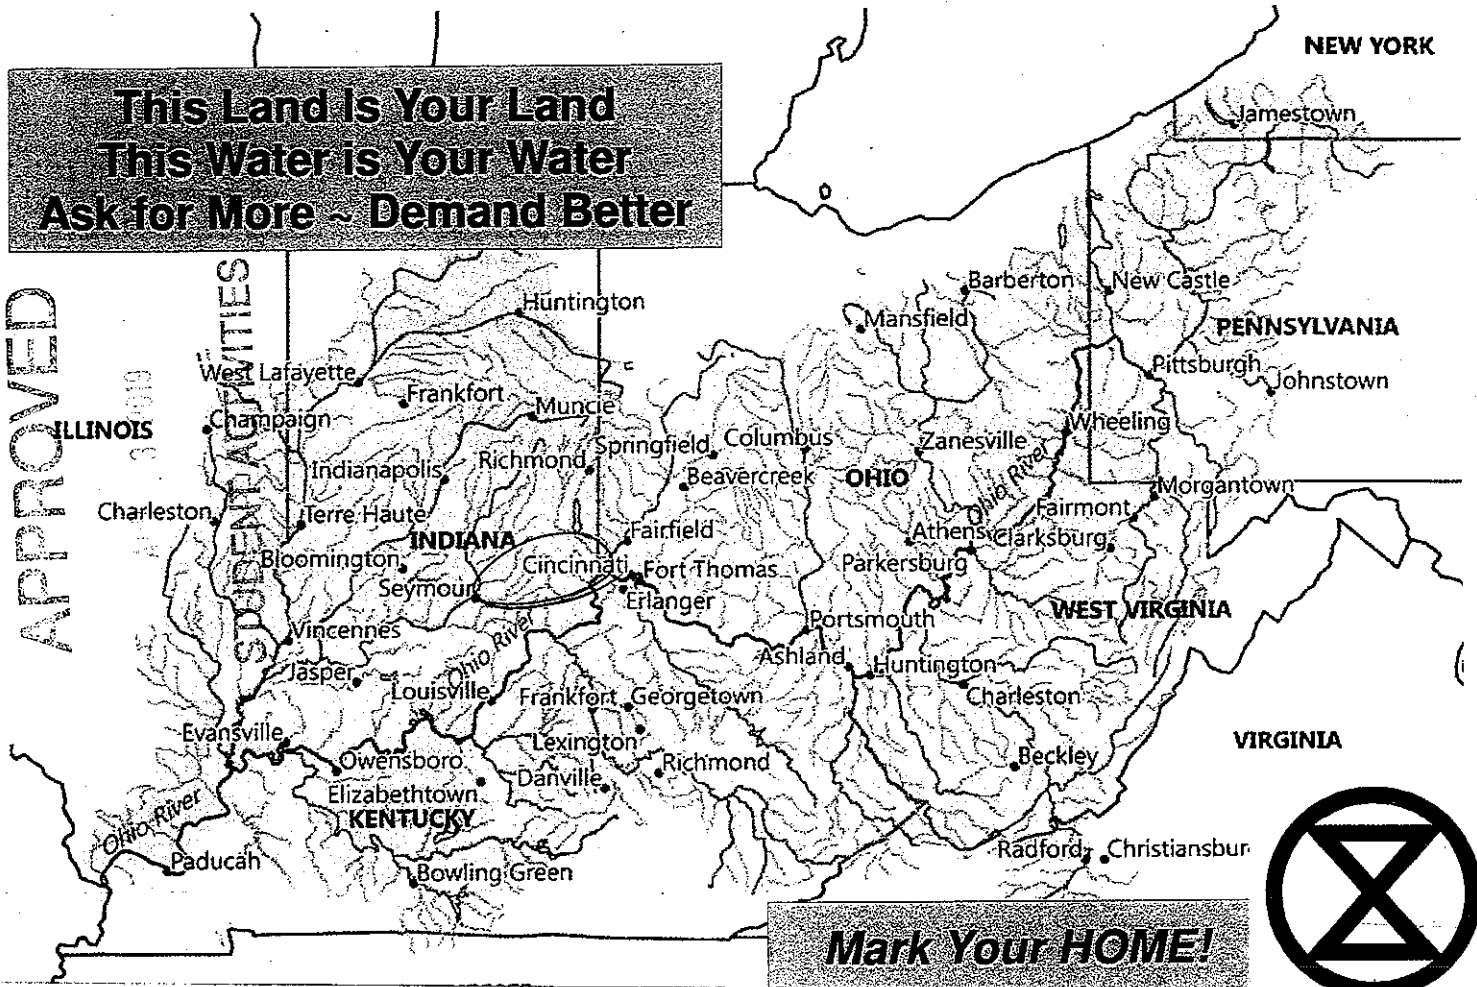 NEW YORK
This Land Is Your Land
This Water is Your Water
Ask for More ~ Demand Better
Jamestown
Barberton
New Castle
Huntington
Mansfield
PENNSYLVANIA
West Lafayette
Pittsburgh
Johnstown
Frankfort
Muncie
Champaign
ILLINOIS
Wheeling
Springfield
Columbus
Zanesville
Richmond
Indianapolis
Beavercreek
OHIO
Ohio River
Morgantown
Charleston
Terre Haute
Fairmont
Fairfield
Athens
Clarksburg
INDIANA
Bloomington
Cincinnati
Fort Thomas
Parkersburg
Seymour
Erlanger
WEST VIRGINIA
Vincennes
Portsmouth
Ohio River
Ashland
Huntington
Jasper
Louisville
Frankfort
Georgetown
Charleston
Evansville
Lexington
VIRGINIA
Owensboro
Danville
Richmond
Beckley
Elizabethtown
KENTUCKY
Ohio River
Paducah
Bowling Green
Radford
Christiansbur
Mark Your HOME!
APPROVED
STUDENT ACTIVITIES